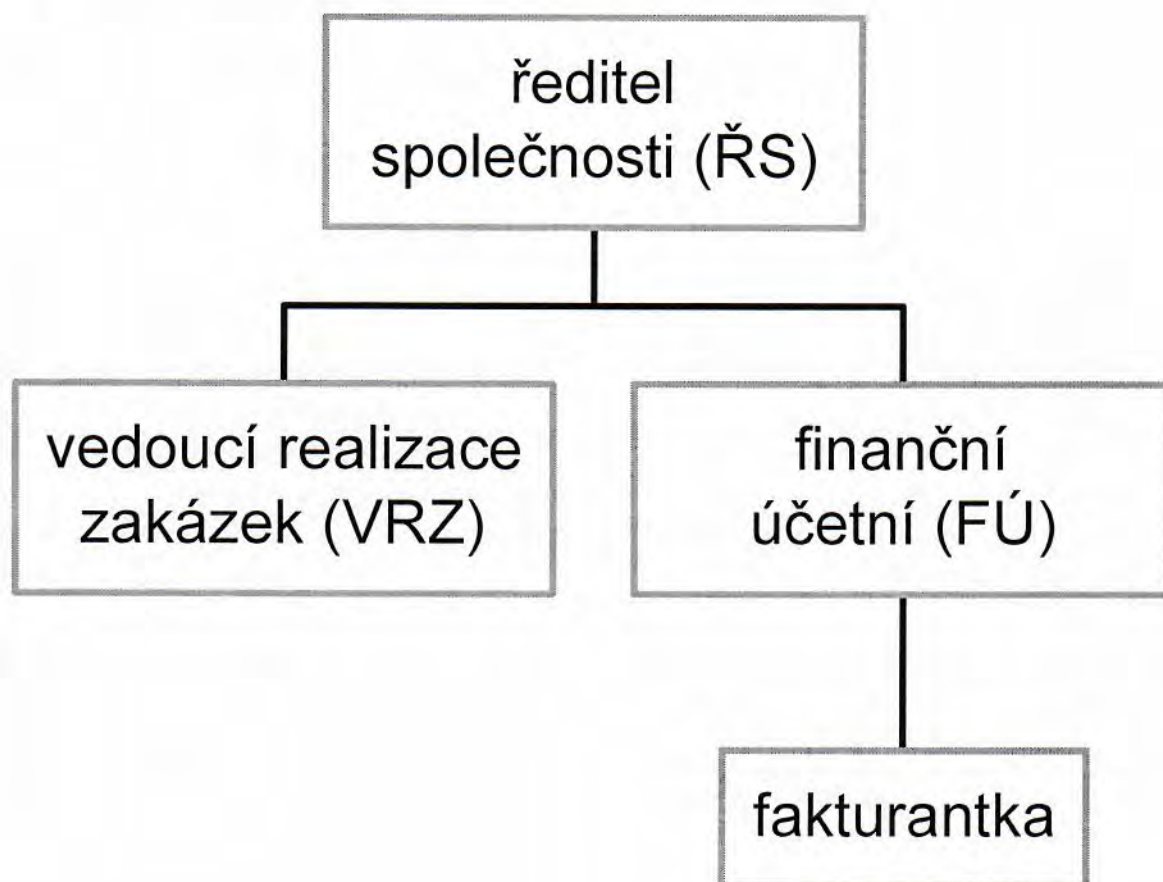 ředitel
společnosti (ŘS)
vedoucí realizace
zakázek (VRZ)
finanční
účetní (FÚ)
fakturantka